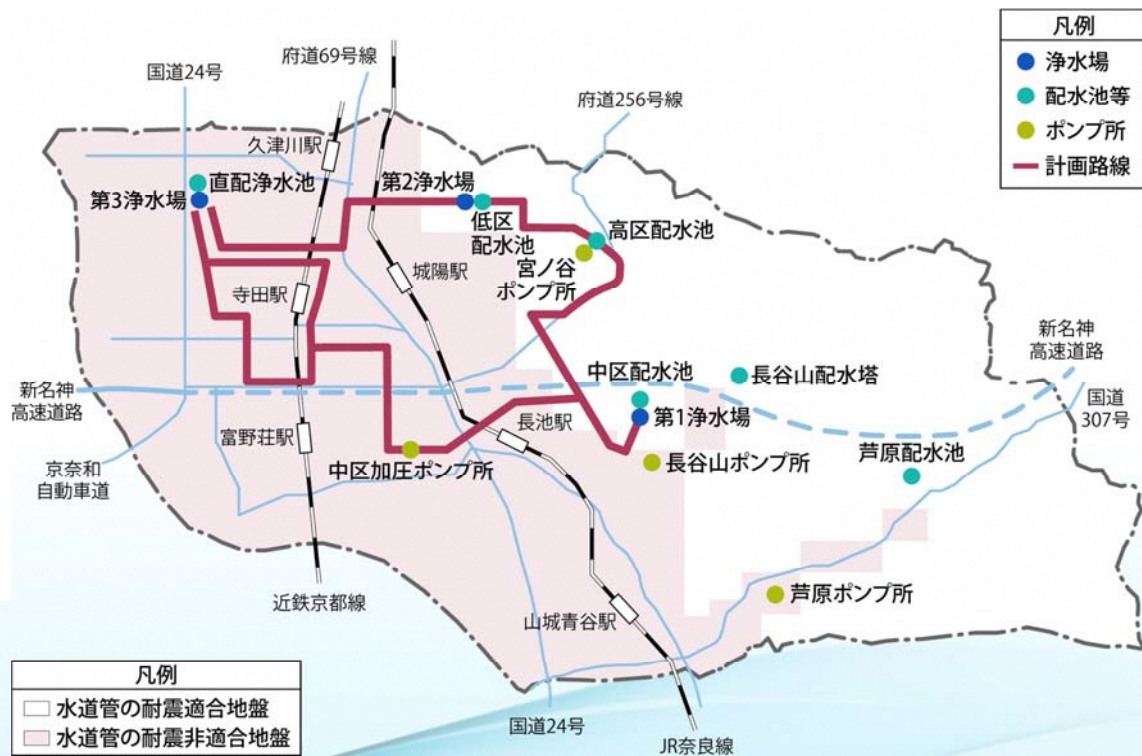 凡例
浄水場
配水池等
ポンプ所
計画路線
府道69号線
国道24号
府道256号線
久津川駅
直配浄水池
第3浄水場
第2浄水場
低区
配水池
高区配水池
宮ノ谷
ポンプ所
城陽駅
寺田駅
新名神
高速道路
国道
307号
新名神
高速道路
中区配水池
長谷山配水塔
第1浄水場
長池駅
富野荘駅
中区加圧ポンプ所
長谷山ポンプ所
芦原配水池
京奈和
自動車道
芦原ポンプ所
近鉄京都線
山城青谷駅
国道24号
JR奈良線
凡例
水道管の耐震適合地盤
水道管の耐震非適合地盤